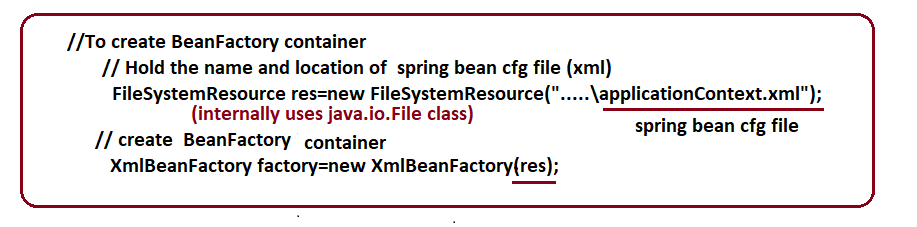 //To create BeanFactory container
// Hold the name and location of spring bean cfg file (xml)
FileSystemResource res=new FileSystemResource(".....\applicationContext.xml");
(internally uses java.io.File class)
spring bean cfg file
// create BeanFactory container
XmlBeanFactory factory=new XmlBeanFactory(res);